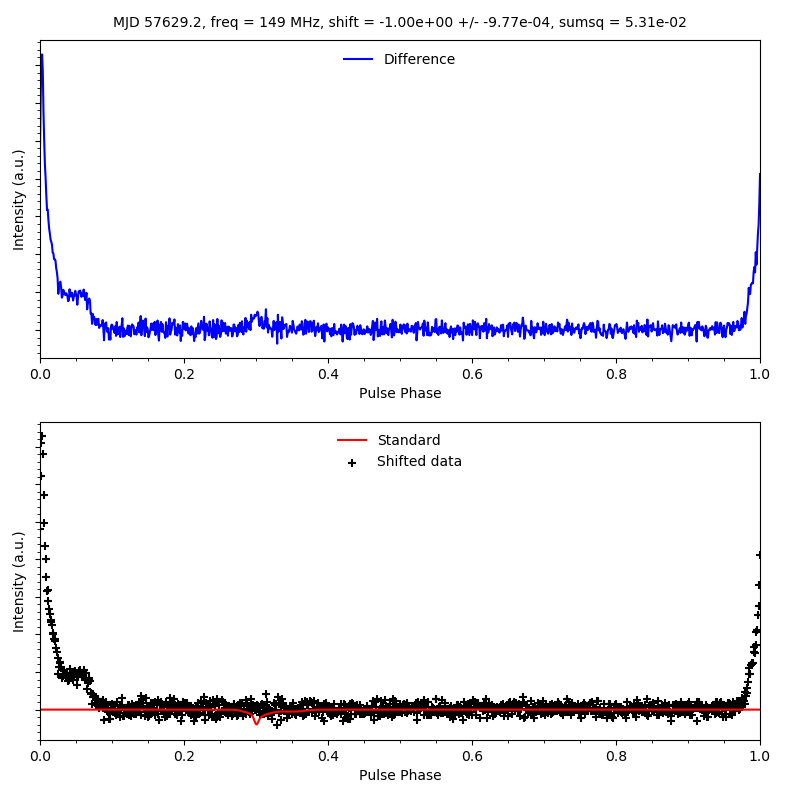 MJD 57629.2, freq = 149 MHz, shift = -1.00e+00 +/- -9.77e-04, sumsq = 5.31e-02
Difference
Intensity (a.u.)
0.0 0.2 0.4 0.6 0.8 1.0
Pulse Phase
Standard
Shifted data
Intensity (a.u.)
0.0 0.2 0.4 0.6 0.8 1.0
Pulse Phase